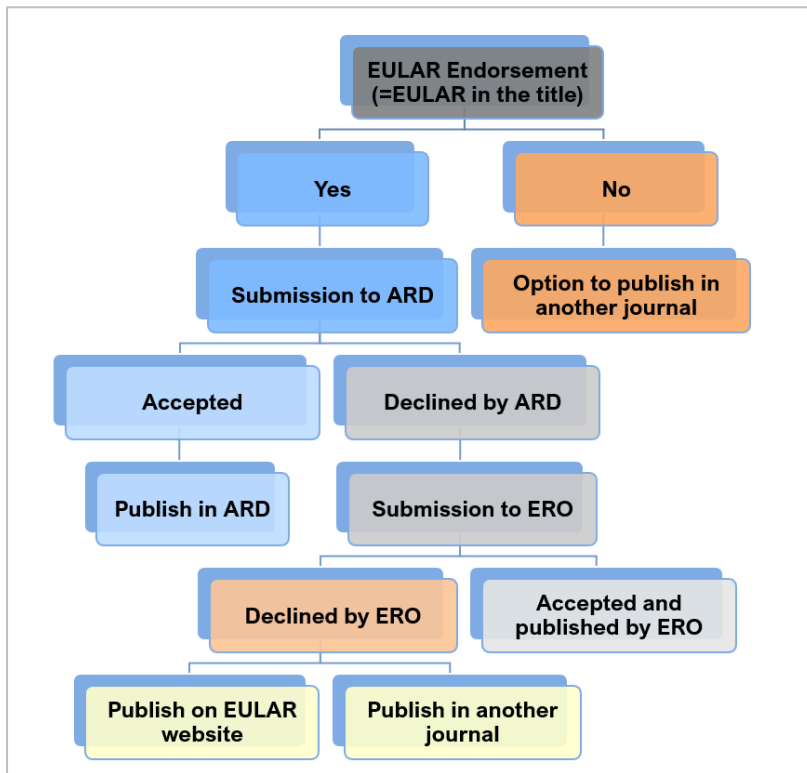 EULAR Endorsement
(=EULAR in the title)
Yes
No
Submission to ARD
Option to publish in
another journal
Accepted
Declined by ARD
Publish in ARD
Submission to ERO
Declined by ERO
Accepted and
published by ERO
Publish on EULAR
website
Publish in another
journal